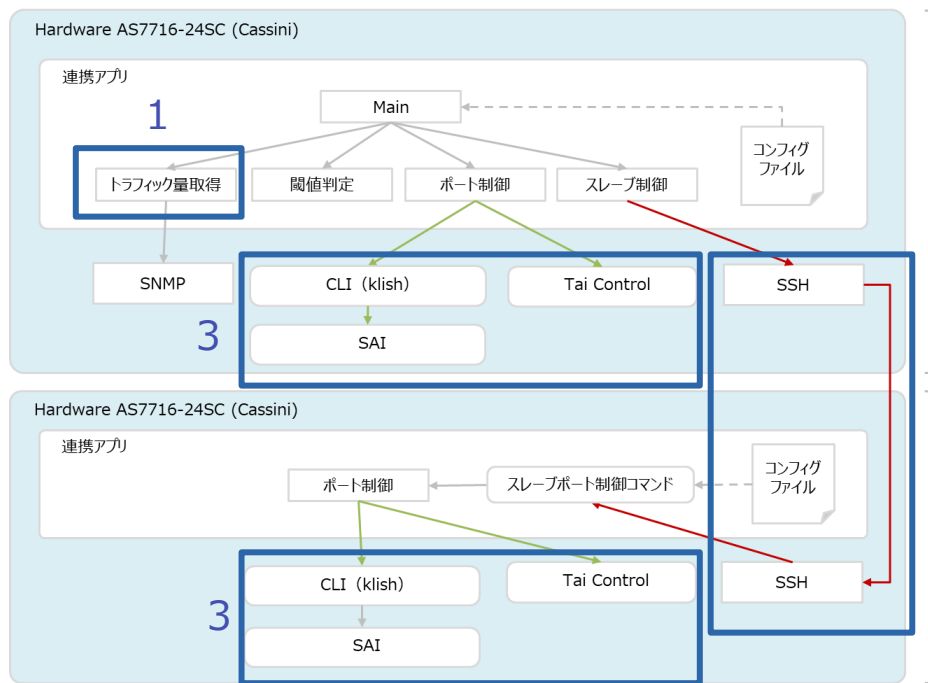 Hardware AS7716-24SC (Cassini)
連携アプリ
1
Main
コンフィグ
ファイル
トラフィック量取得
閾値判定
ポート制御
スレーブ制御
SNMP
CLI（klish）
Tai Control
SSH
3
SAI
Hardware AS7716-24SC (Cassini)
連携アプリ
コンフィグ
ファイル
ポート制御
スレーブポート制御コマンド
CLI（klish）
Tai Control
SSH
3
SAI